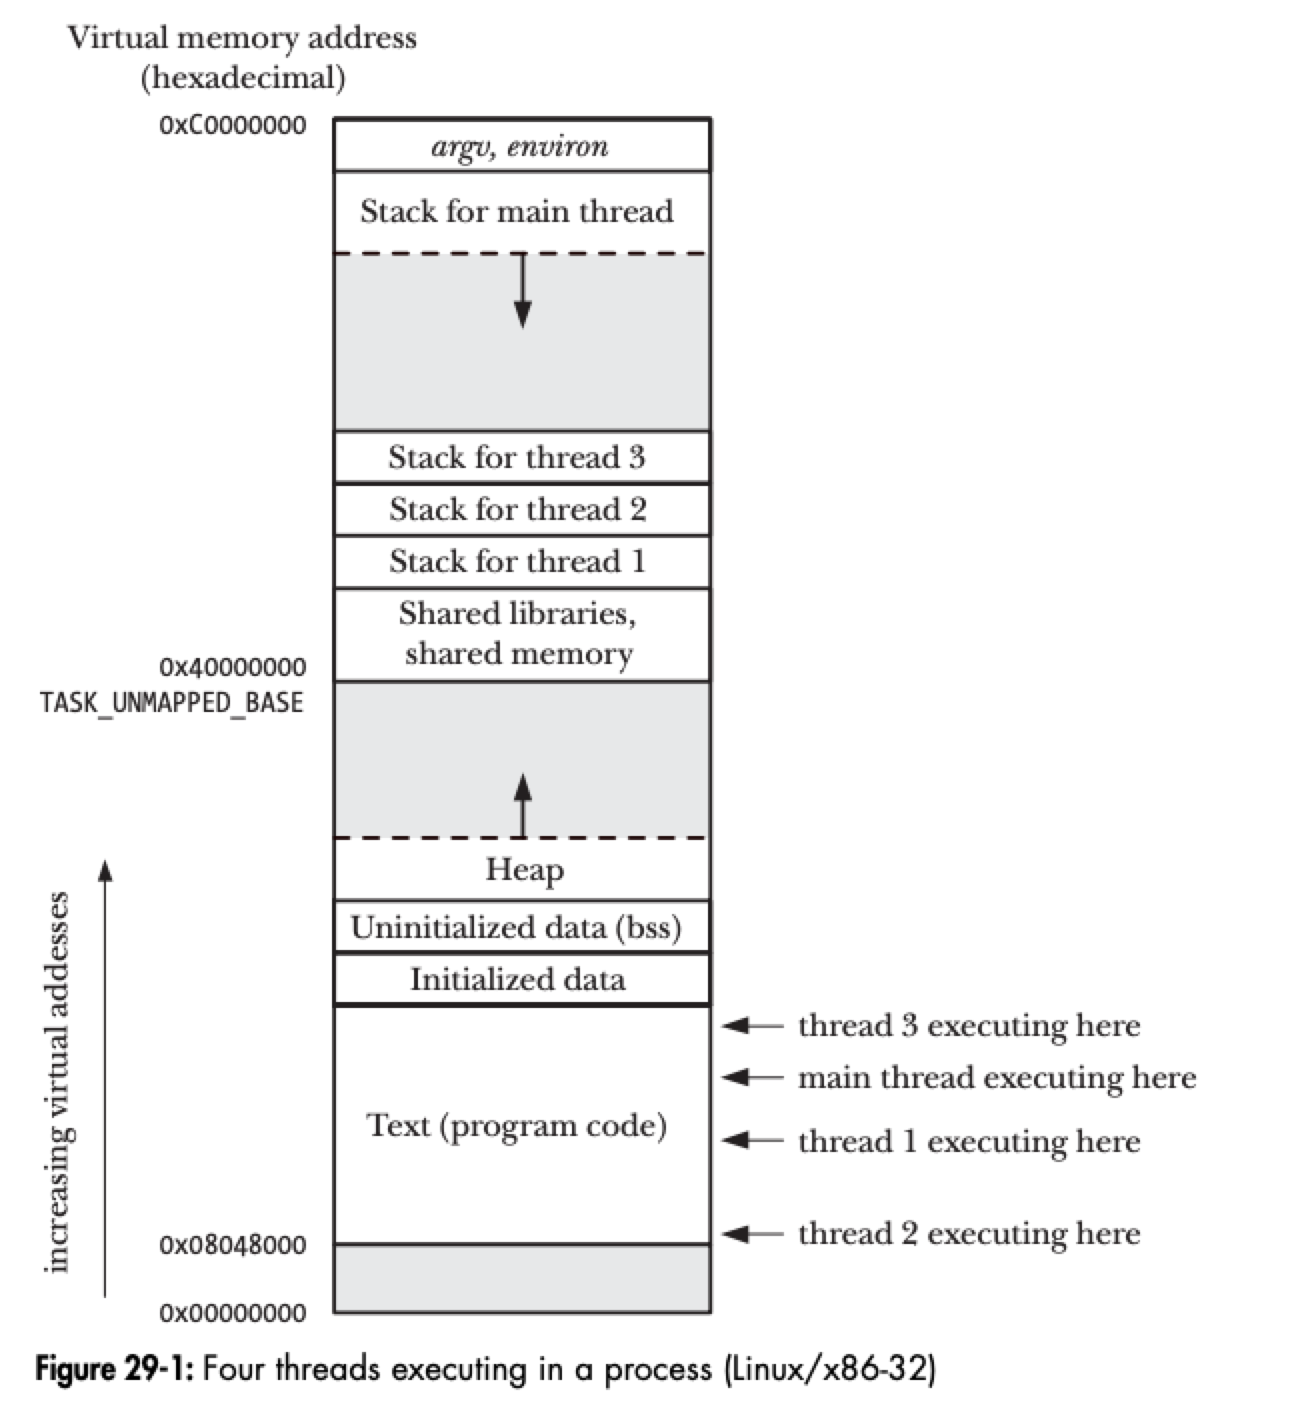 Virtual memory address
(hexadecimal)
0xC0000000
argv, environ
Stack for main thread
Stack for thread 3
Stack for thread 2
Stack for thread 1
Shared libraries,
shared memory
0x40000000
TASK_UNMAPPED_BASE
Heap
Uninitialized data (bss)
Initialized data
increasing virtual addesses
Text (program code)
thread 3 executing here
main thread executing here
thread 1 executing here
thread 2 executing here
0x08048000
0x00000000
Figure 29-1: Four threads executing in a process (Linux/x86-32)